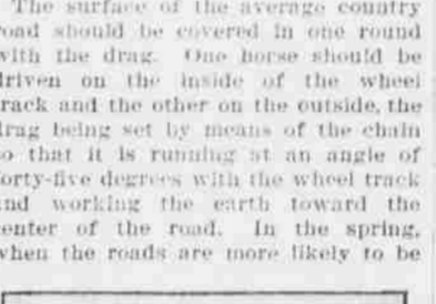 The surface of the average country
road should be covered in one round
with the drag. One horse should be
driven on the inside of the wheel
track and the other on the outside, the
drag being set by means of the chain
so that it is running at an angle of
forty-five degrees with the wheel track
and working the earth toward the
center of the road. In the spring,
when the roads are more likely to be